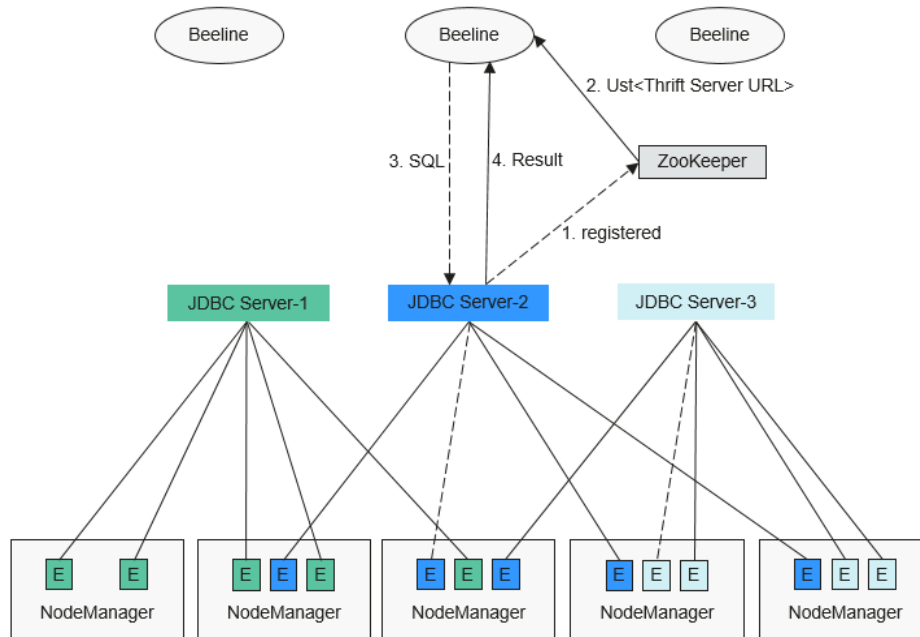 Beeline
Beeline
Beeline
2. Ust<Thrift Server URL>
3. SQL
4. Result
ZooKeeper
1. registered
JDBC Server-1
JDBC Server-2
JDBC Server-3
E
E
E
E
E
E
E
E
E
E
E
E
E
E
NodeManager
NodeManager
NodeManager
NodeManager
NodeManager